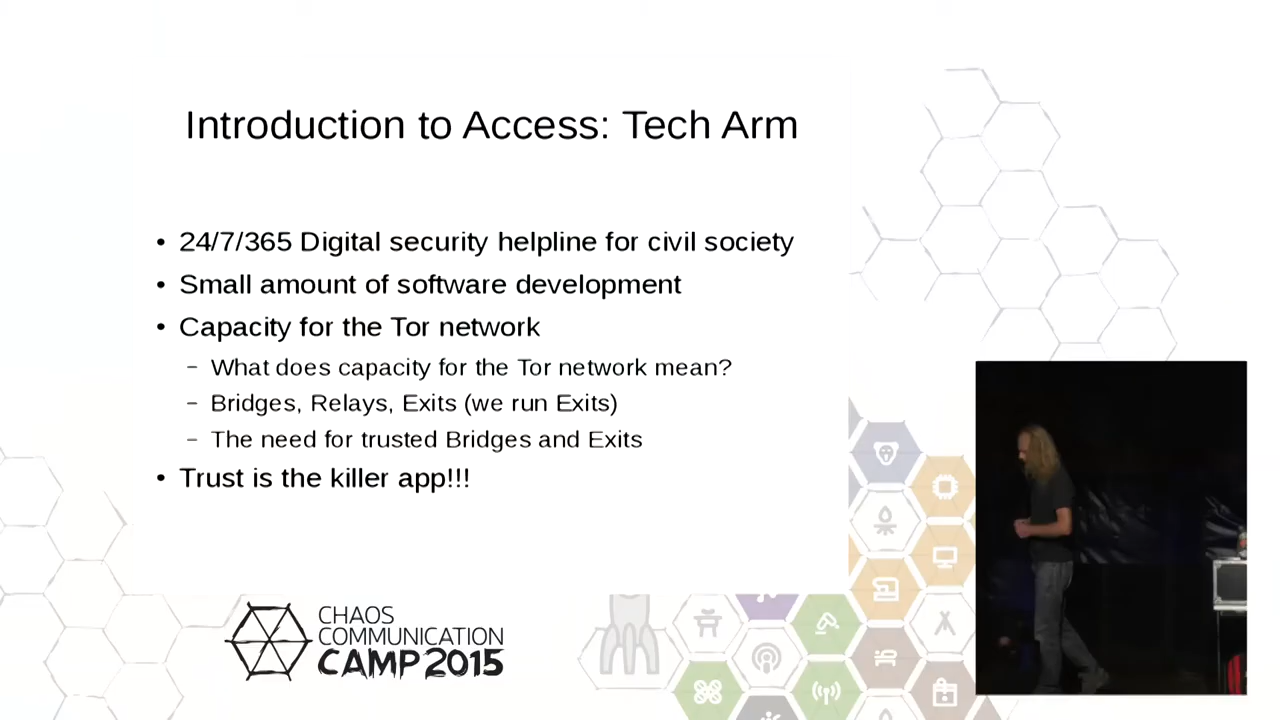 Introduction to Access: Tech Arm
• 24/7/365 Digital security helpline for civil society
• Small amount of software development
• Capacity for the Tor network
– What does capacity for the Tor network mean?
– Bridges, Relays, Exits (we run Exits)
– The need for trusted Bridges and Exits
• Trust is the killer app!!!
CHAOS
COMMUNICATION
CAMP 2015